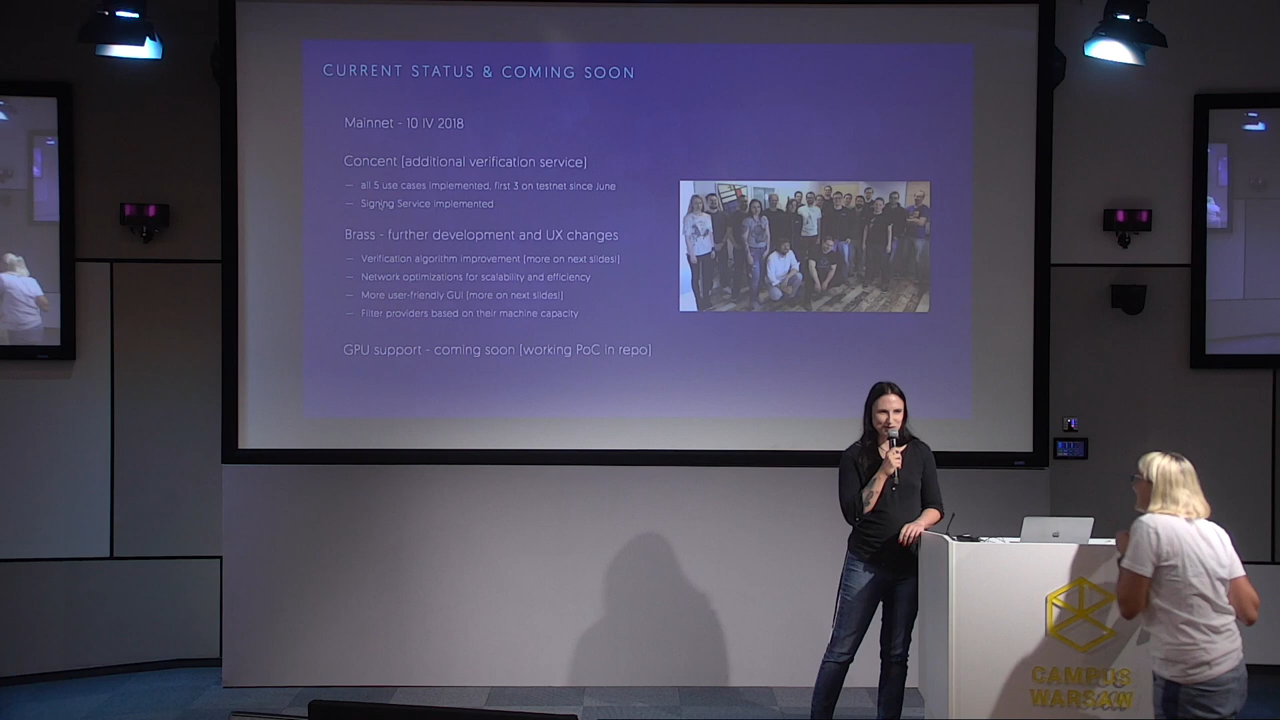 CURRENT STATUS & COMING SOON
Mainnet - 10 IV 2018
Concent [additional verification service]
— all 5 use cases implemented, first 3 on testnet since June
— Signing Service implemented
Brass - further development and UX changes
— Verification algorithm improvement [more on next slides!]
— Network optimizations for scalability and efficiency
— More user-friendly GUI [more on next slides!]
— Filter providers based on their machine capacity
GPU support - coming soon [working PoC in repo]
CAMPUS
WARSAW